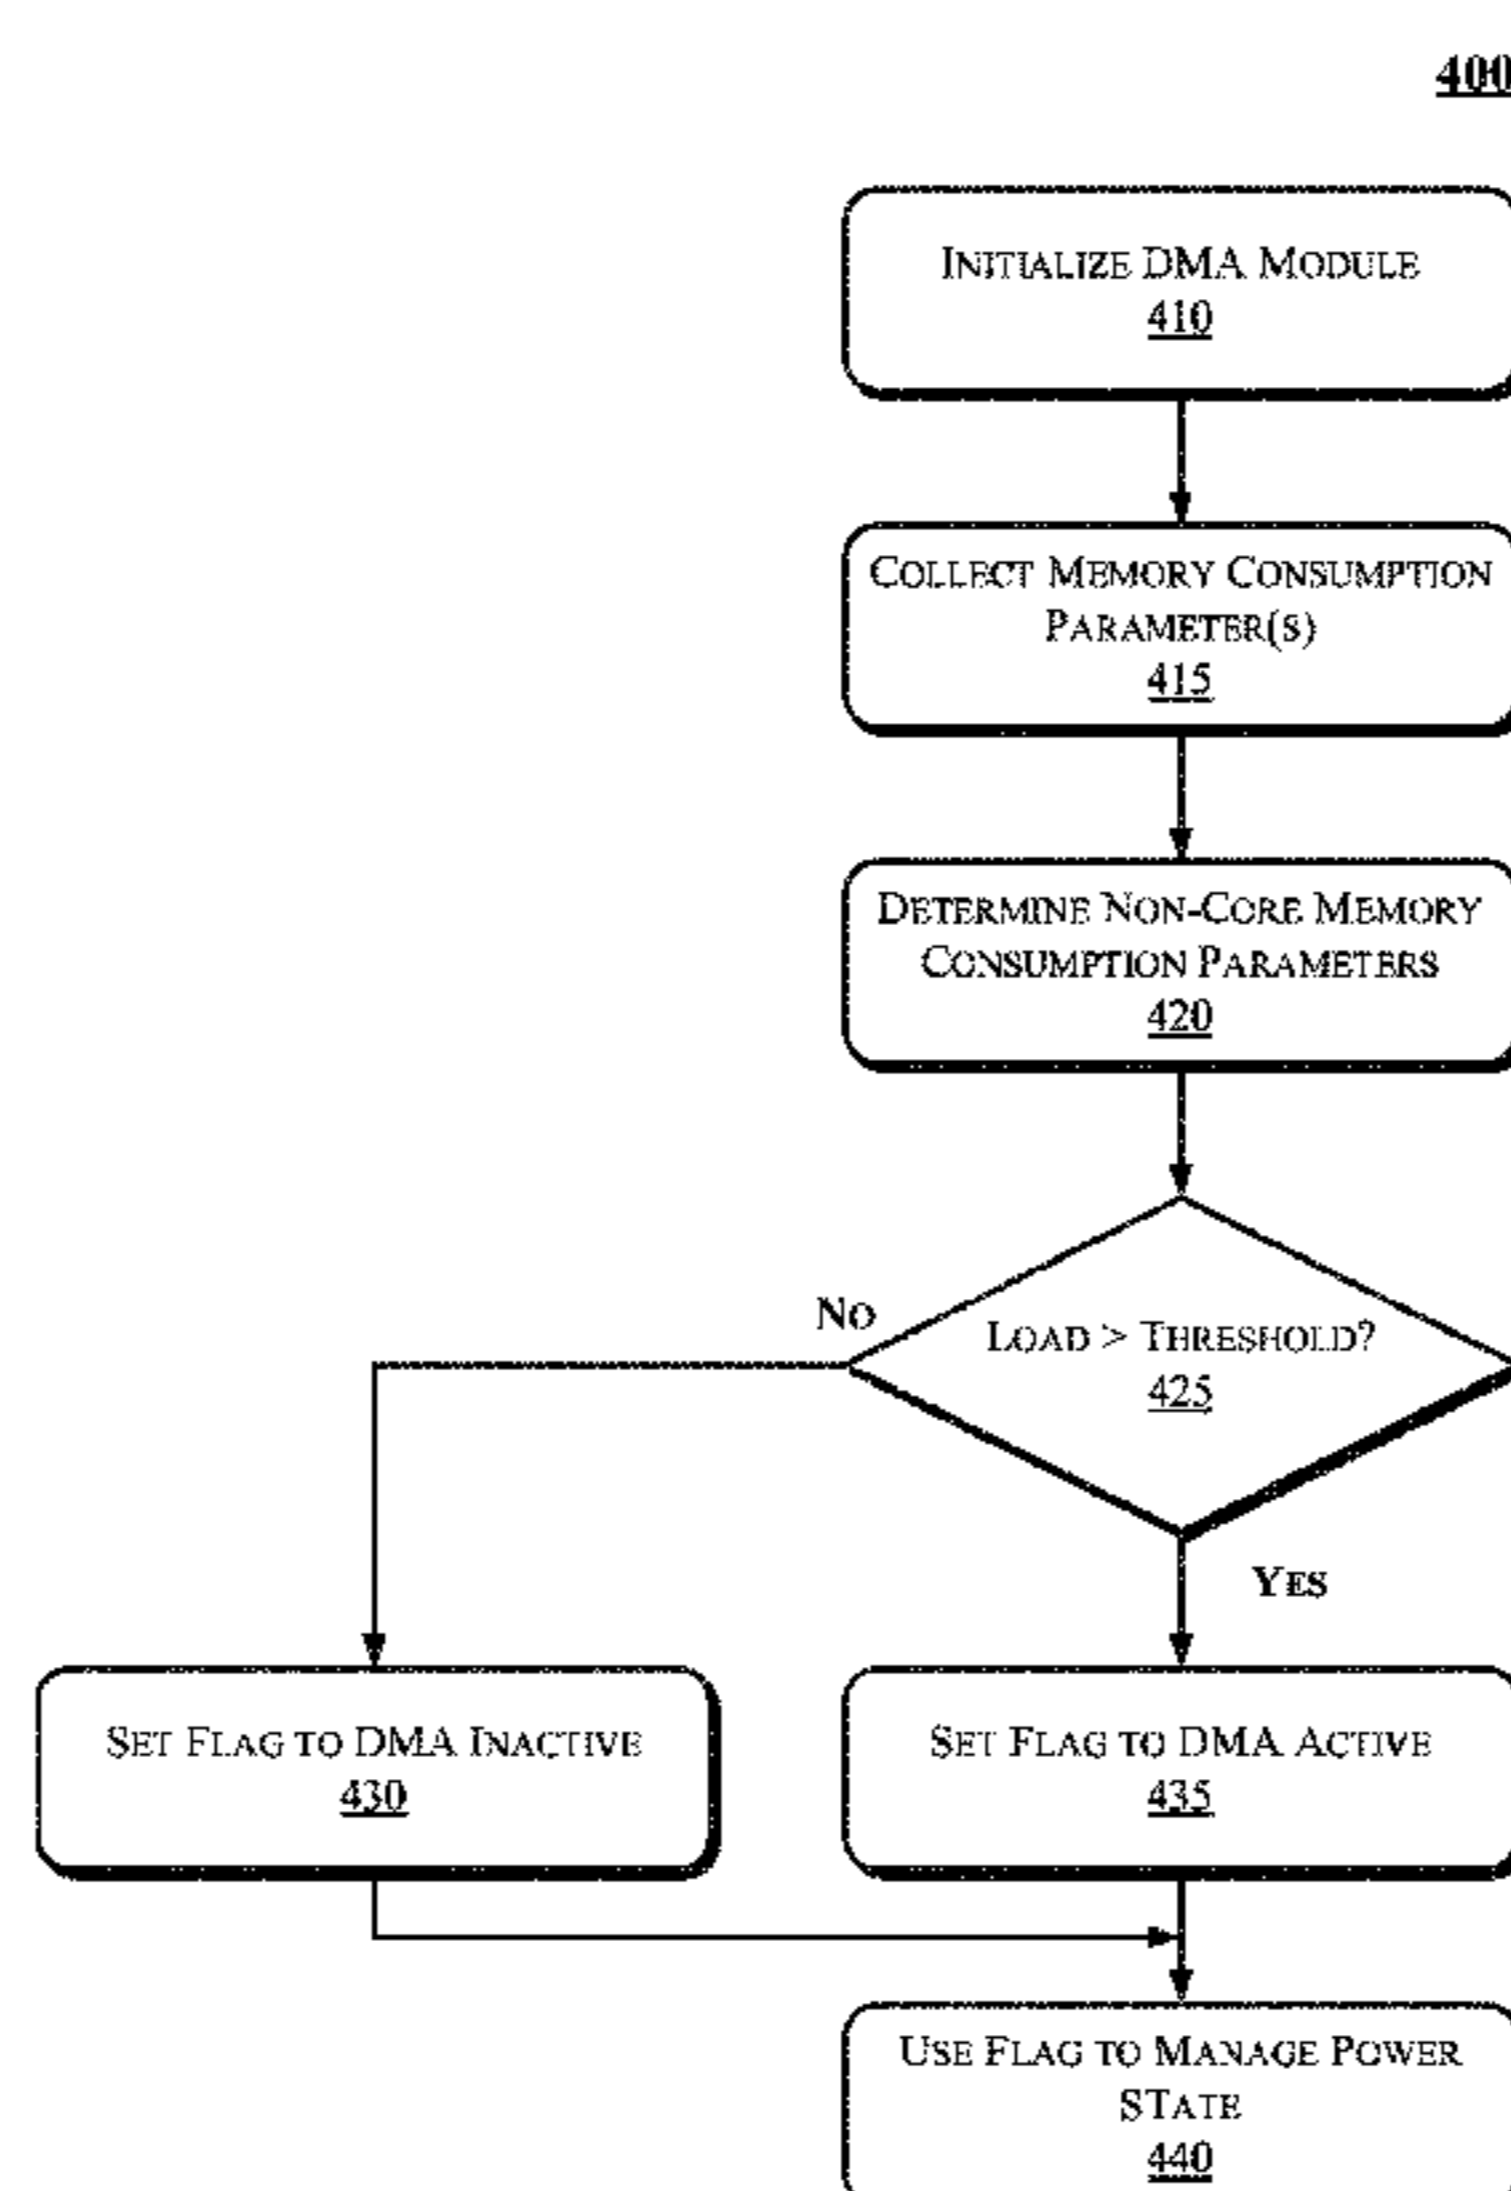 400
INITIALIZE DMA MODULE
410
COLLECT MEMORY CONSUMPTION
PARAMETER(S)
415
DETERMINE NON-CORE MEMORY
CONSUMPTION PARAMETERS
420
NO
LOAD > THRESHOLD?
425
YES
SET FLAG TO DMA INACTIVE
430
SET FLAG TO DMA ACTIVE
435
USE FLAG TO MANAGE POWER
STATE
440